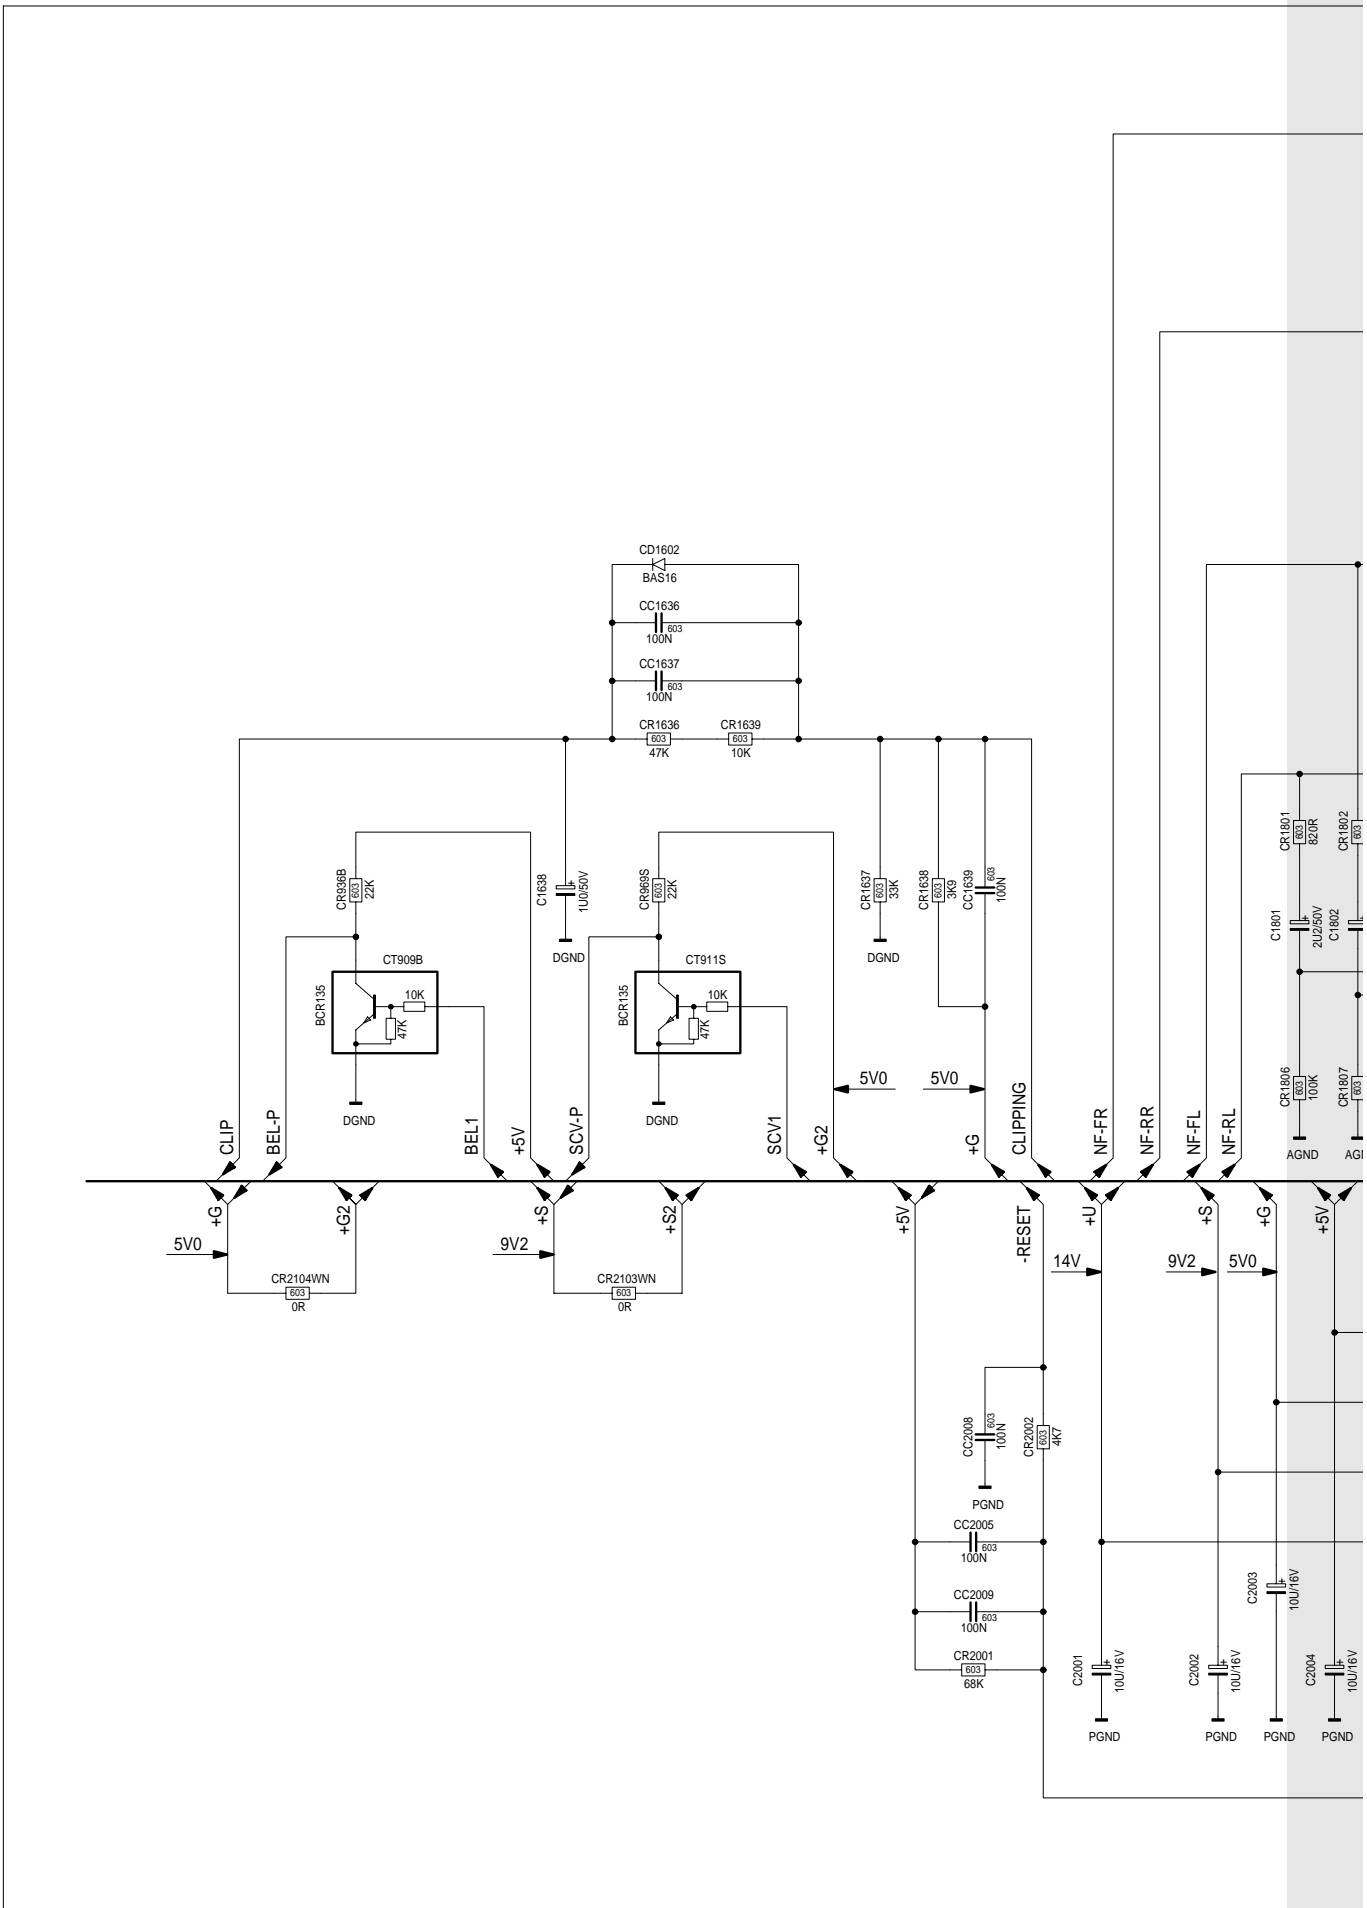 CD1602
BAS16
CC1636
603
100N
CC1637
603
100N
CR1636
603
47K
CR1639
603
10K
CR936B
603
22K
C1638
+
1U0/50V
DGND
CR969S
603
22K
CR1637
603
33K
DGND
CR1638
603
3K9
CC1639
603
100N
CR1801
603
820R
CR1802
603
C1801
+
2U2/50V
C1802
+
CT909B
BCR135
10K
47K
DGND
CT911S
BCR135
10K
47K
DGND
5V0
5V0
CR1806
603
100K
CR1807
603
AGND
CLIP
BEL-P
BEL1
+5V
SCV-P
SCV1
+G2
+G
CLIPPING
NF-FR
NF-RR
NF-FL
NF-RL
+G
+G2
+S
+S2
+5V
-RESET
+U
+S
+G
+5V
5V0
9V2
14V
9V2
5V0
CR2104WN
603
0R
CR2103WN
603
0R
CC2008
603
100N
PGND
CR2002
603
4K7
CC2005
603
100N
CC2009
603
100N
CR2001
603
68K
C2001
+
10U/16V
PGND
C2002
+
10U/16V
PGND
C2003
+
10U/16V
PGND
C2004
+
10U/16V
PGND